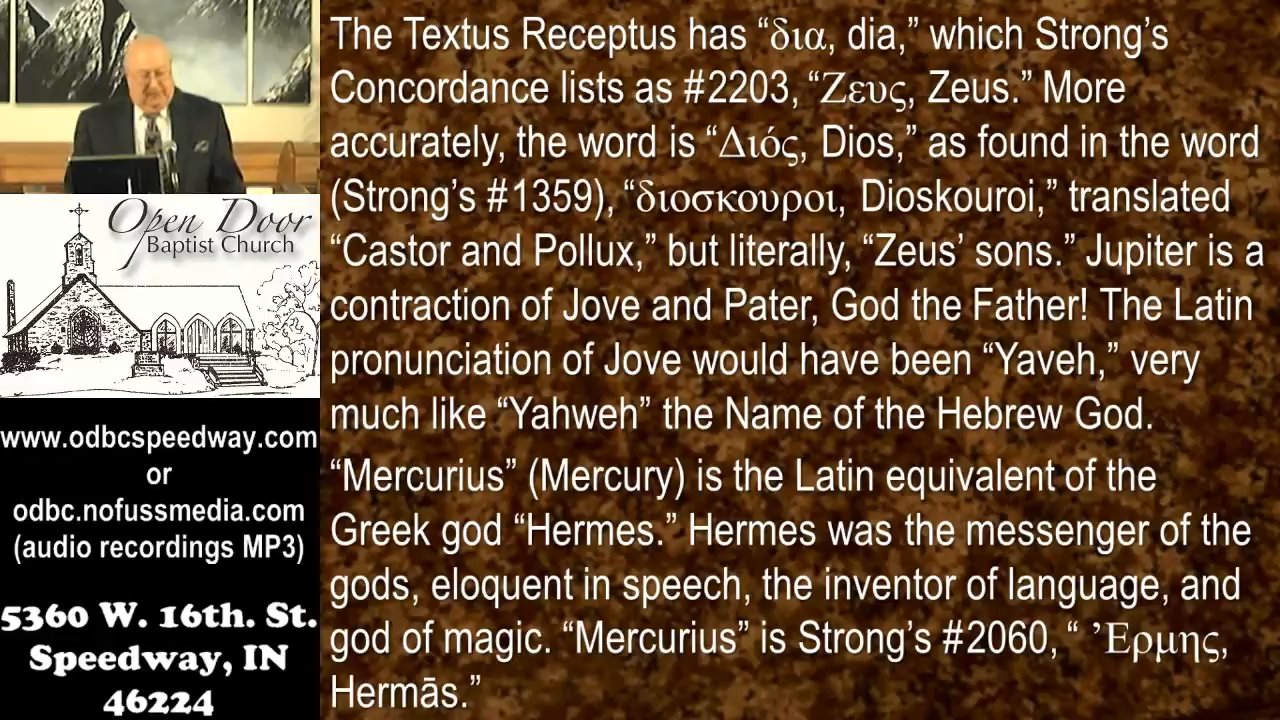 The Textus Receptus has “δια, dia,” which Strong’s
Concordance lists as #2203, “Ζευς, Zeus.” More
accurately, the word is “Διός, Dios,” as found in the word
(Strong’s #1359), “διοσκουροι, Dioskouroi,” translated
“Castor and Pollux,” but literally, “Zeus’ sons.” Jupiter is a
contraction of Jove and Pater, God the Father! The Latin
pronunciation of Jove would have been “Yaveh,” very
much like “Yahweh” the Name of the Hebrew God.
“Mercurius” (Mercury) is the Latin equivalent of the
Greek god “Hermes.” Hermes was the messenger of the
gods, eloquent in speech, the inventor of language, and
god of magic. “Mercurius” is Strong’s #2060, “ ʼΕρμης,
Hermās.”
Open Door
Baptist Church
www.odbcspeedway.com
or
odbc.nofussmedia.com
(audio recordings MP3)
5360 W. 16th. St.
Speedway, IN
46224